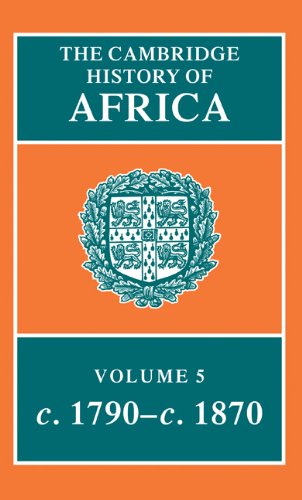 THE CAMBRIDGE
HISTORY OF
AFRICA
VOLUME 5
c. 1790–c. 1870